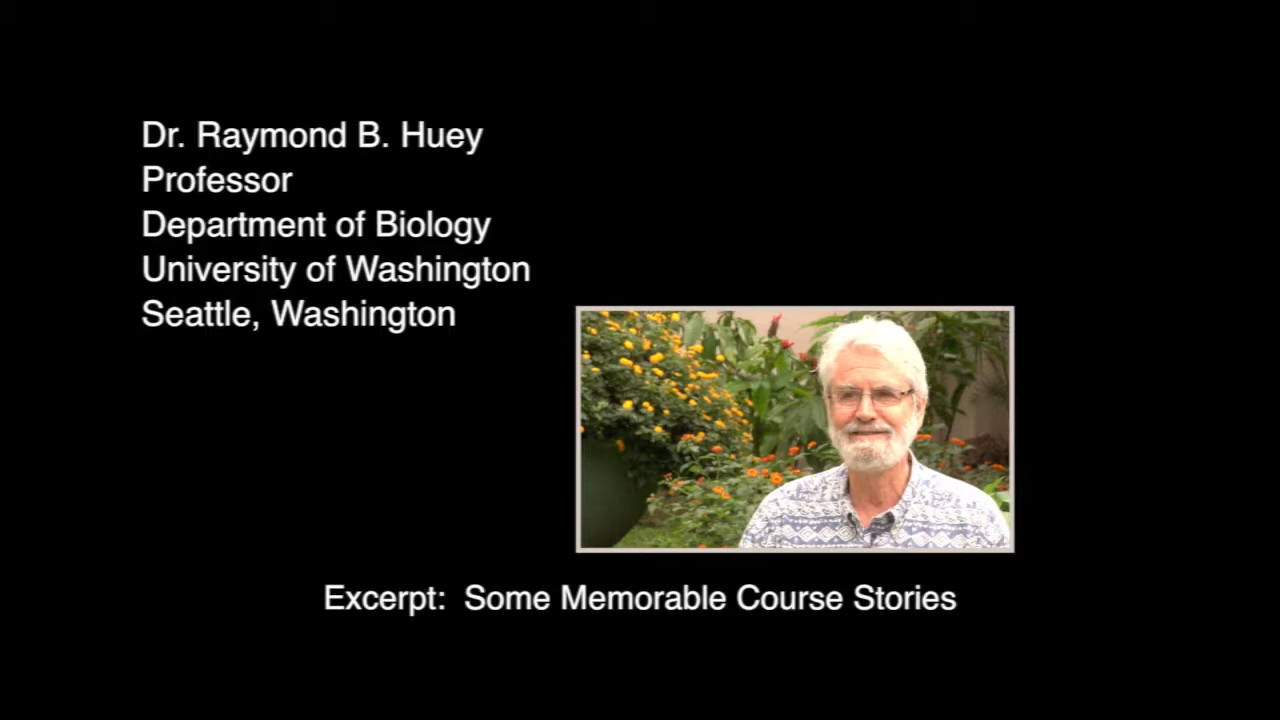 Dr. Raymond B. Huey
Professor
Department of Biology
University of Washington
Seattle, Washington
Excerpt:  Some Memorable Course Stories